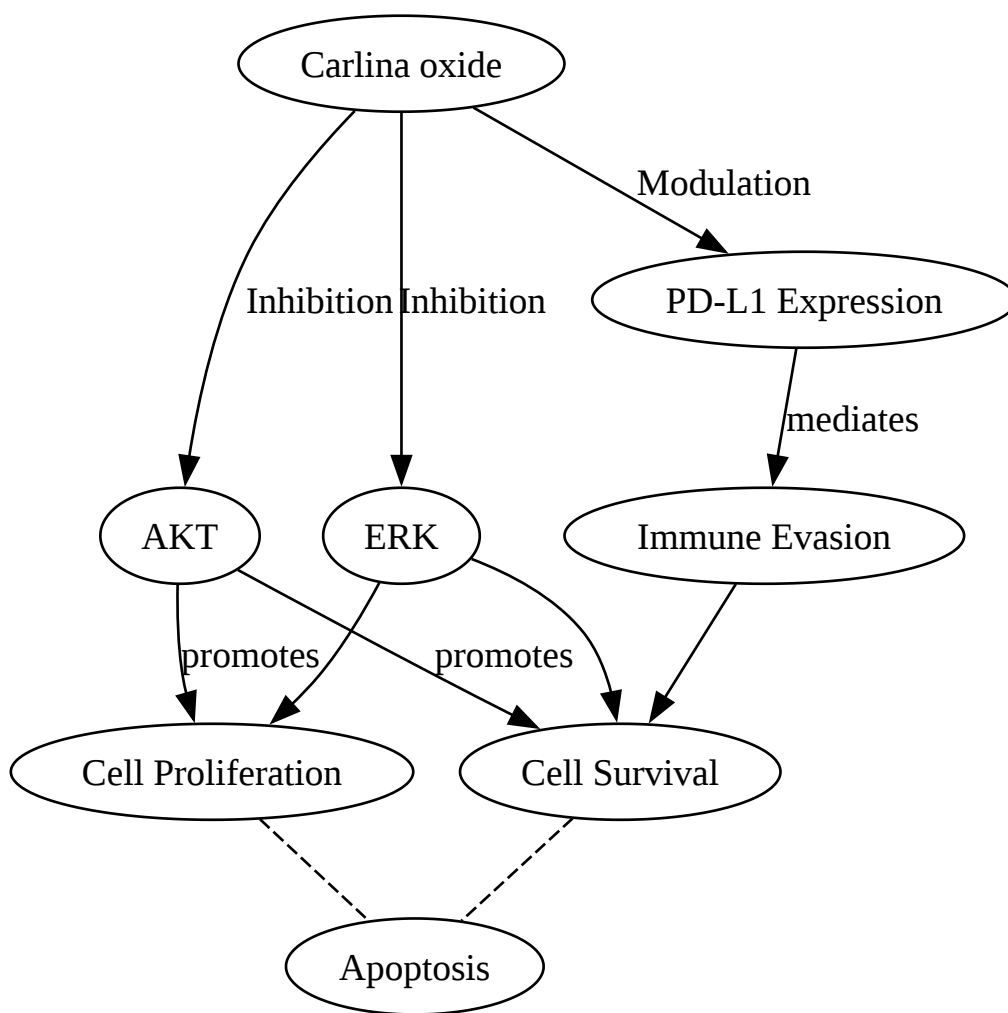 Carlina oxide
Modulation
Inhibition
Inhibition
PD-L1 Expression
mediates
AKT
ERK
Immune Evasion
promotes
promotes
Cell Proliferation
Cell Survival
Apoptosis